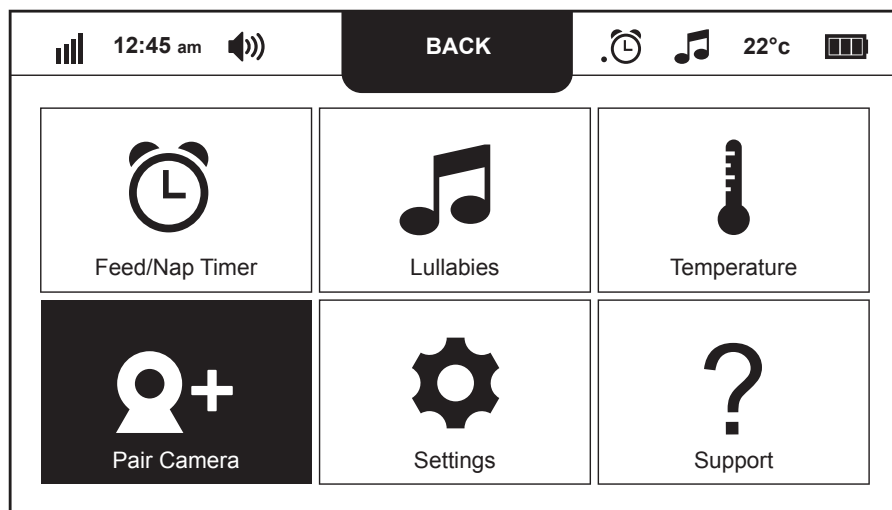 12:45 am BACK 22°c
Feed/Nap Timer Lullabies Temperature
Pair Camera Settings Support